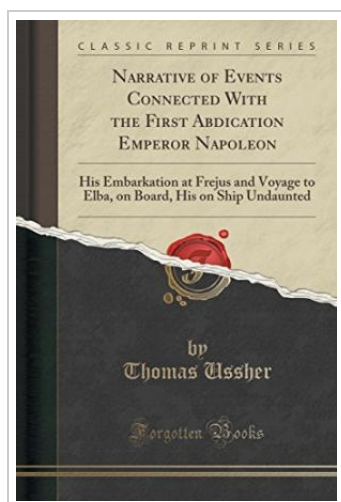 CLASSIC REPRINT SERIES
NARRATIVE OF EVENTS
CONNECTED WITH
THE FIRST ABDICATION
EMPEROR NAPOLEON
His Embarkation at Frejus and Voyage to
Elba, on Board, His on Ship Undaunted
by
Thomas Ussher
Forgotten Books